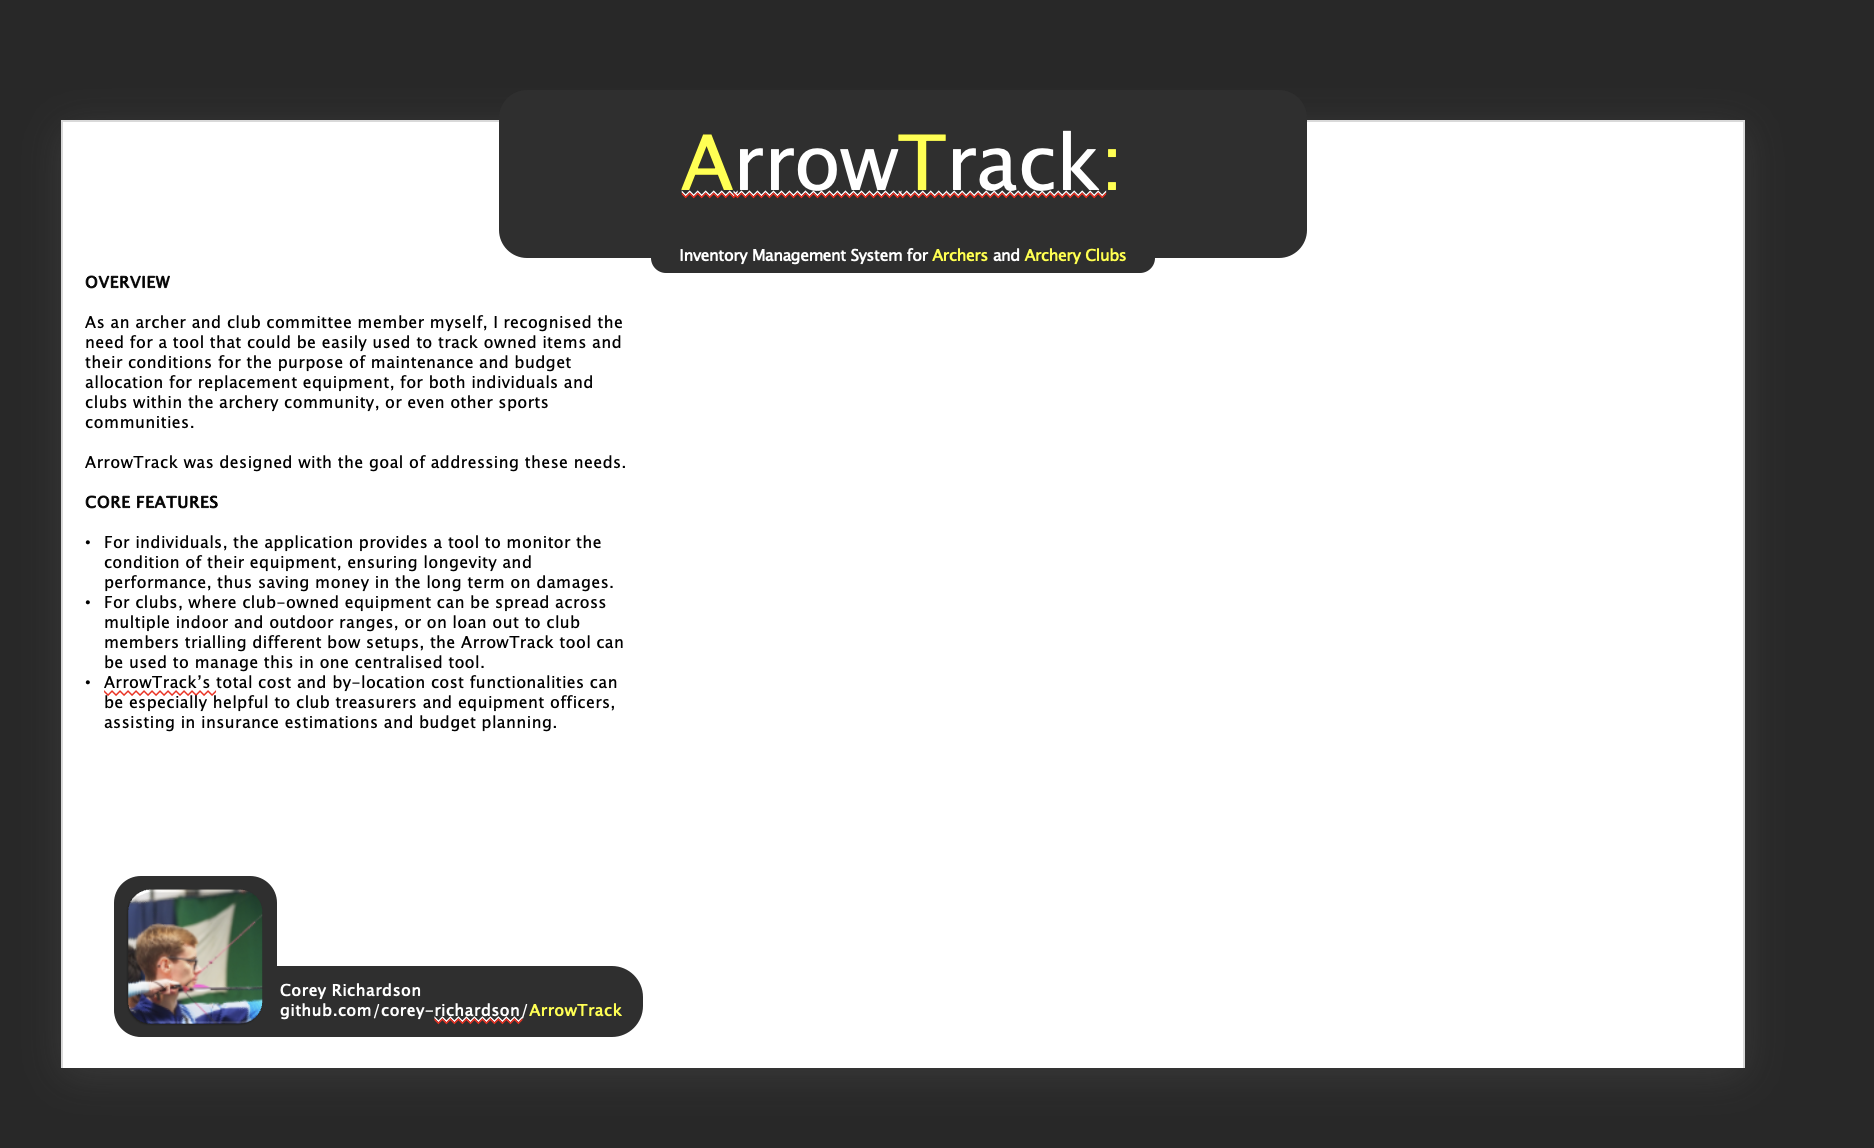 ArrowTrack:
Inventory Management System for Archers and Archery Clubs
OVERVIEW
As an archer and club committee member myself, I recognised the
need for a tool that could be easily used to track owned items and
their conditions for the purpose of maintenance and budget
allocation for replacement equipment, for both individuals and
clubs within the archery community, or even other sports
communities.
ArrowTrack was designed with the goal of addressing these needs.
CORE FEATURES
• For individuals, the application provides a tool to monitor the
condition of their equipment, ensuring longevity and
performance, thus saving money in the long term on damages.
• For clubs, where club-owned equipment can be spread across
multiple indoor and outdoor ranges, or on loan out to club
members trialling different bow setups, the ArrowTrack tool can
be used to manage this in one centralised tool.
• ArrowTrack’s total cost and by-location cost functionalities can
be especially helpful to club treasurers and equipment officers,
assisting in insurance estimations and budget planning.
Corey Richardson
github.com/corey-richardson/ArrowTrack